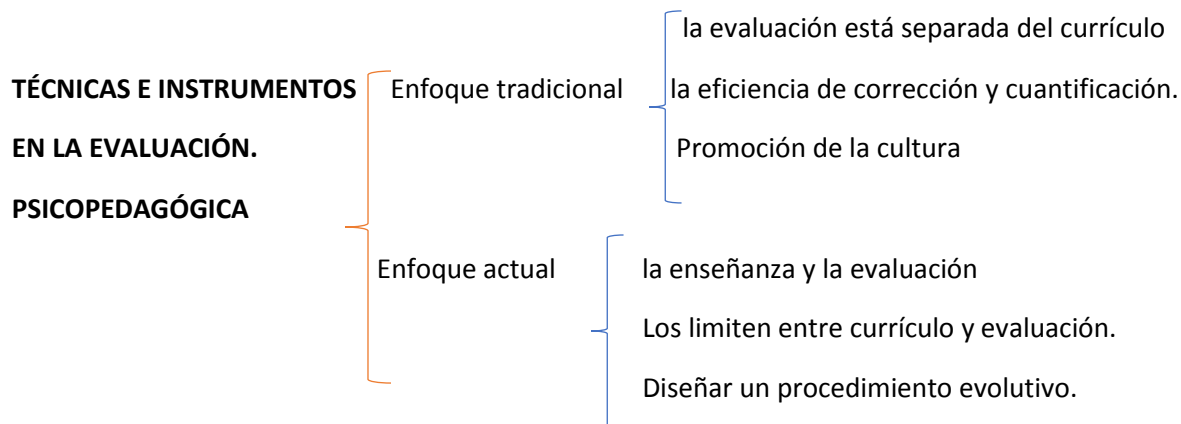 TÉCNICAS E INSTRUMENTOS
EN LA EVALUACIÓN.
PSICOPEDAGÓGICA
Enfoque tradicional
la evaluación está separada del currículo
la eficiencia de corrección y cuantificación.
Promoción de la cultura
Enfoque actual
la enseñanza y la evaluación
Los limiten entre currículo y evaluación.
Diseñar un procedimiento evolutivo.